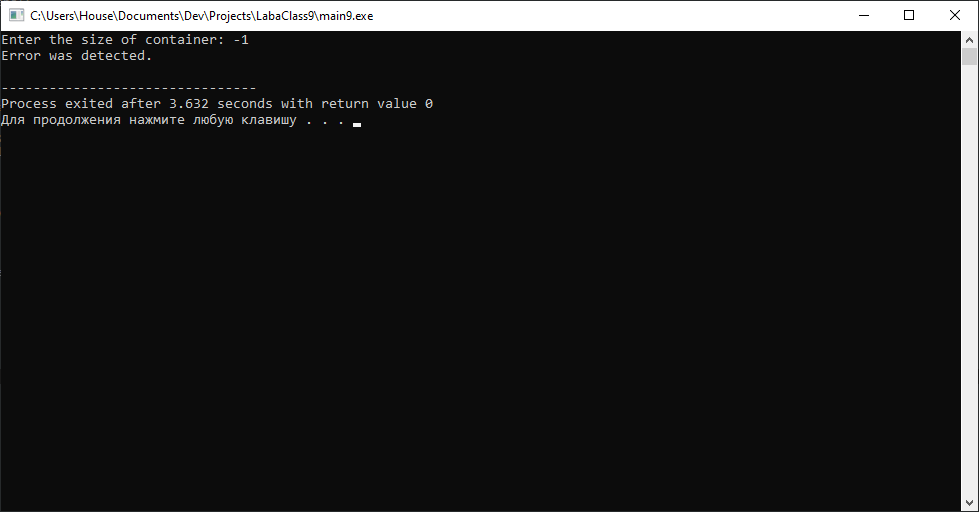 C:\Users\House\Documents\Dev\Projects\LabaClass9\main9.exe
Enter the size of container: -1
Error was detected.
--------------------------------
Process exited after 3.632 seconds with return value 0
Для продолжения нажмите любую клавишу . . .